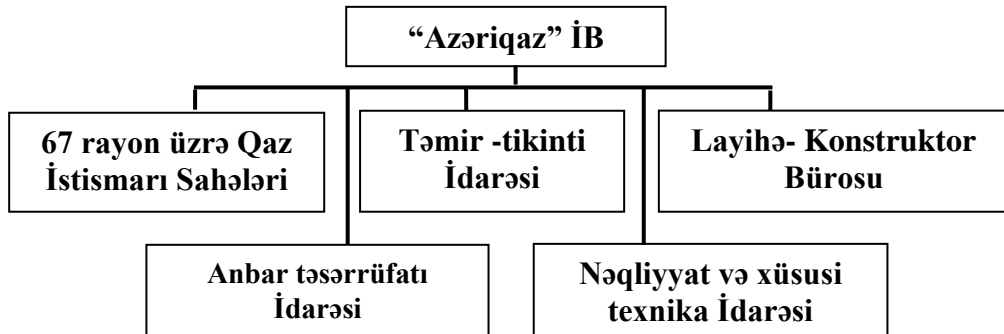 “Azəriqaz” İB
67 rayon üzrə Qaz
İstismarı Sahələri
Təmir -tikinti
İdarəsi
Layihə- Konstruktor
Bürosu
Anbar təsərrüfatı
İdarəsi
Nəqliyyat və xüsusi
texnika İdarəsi